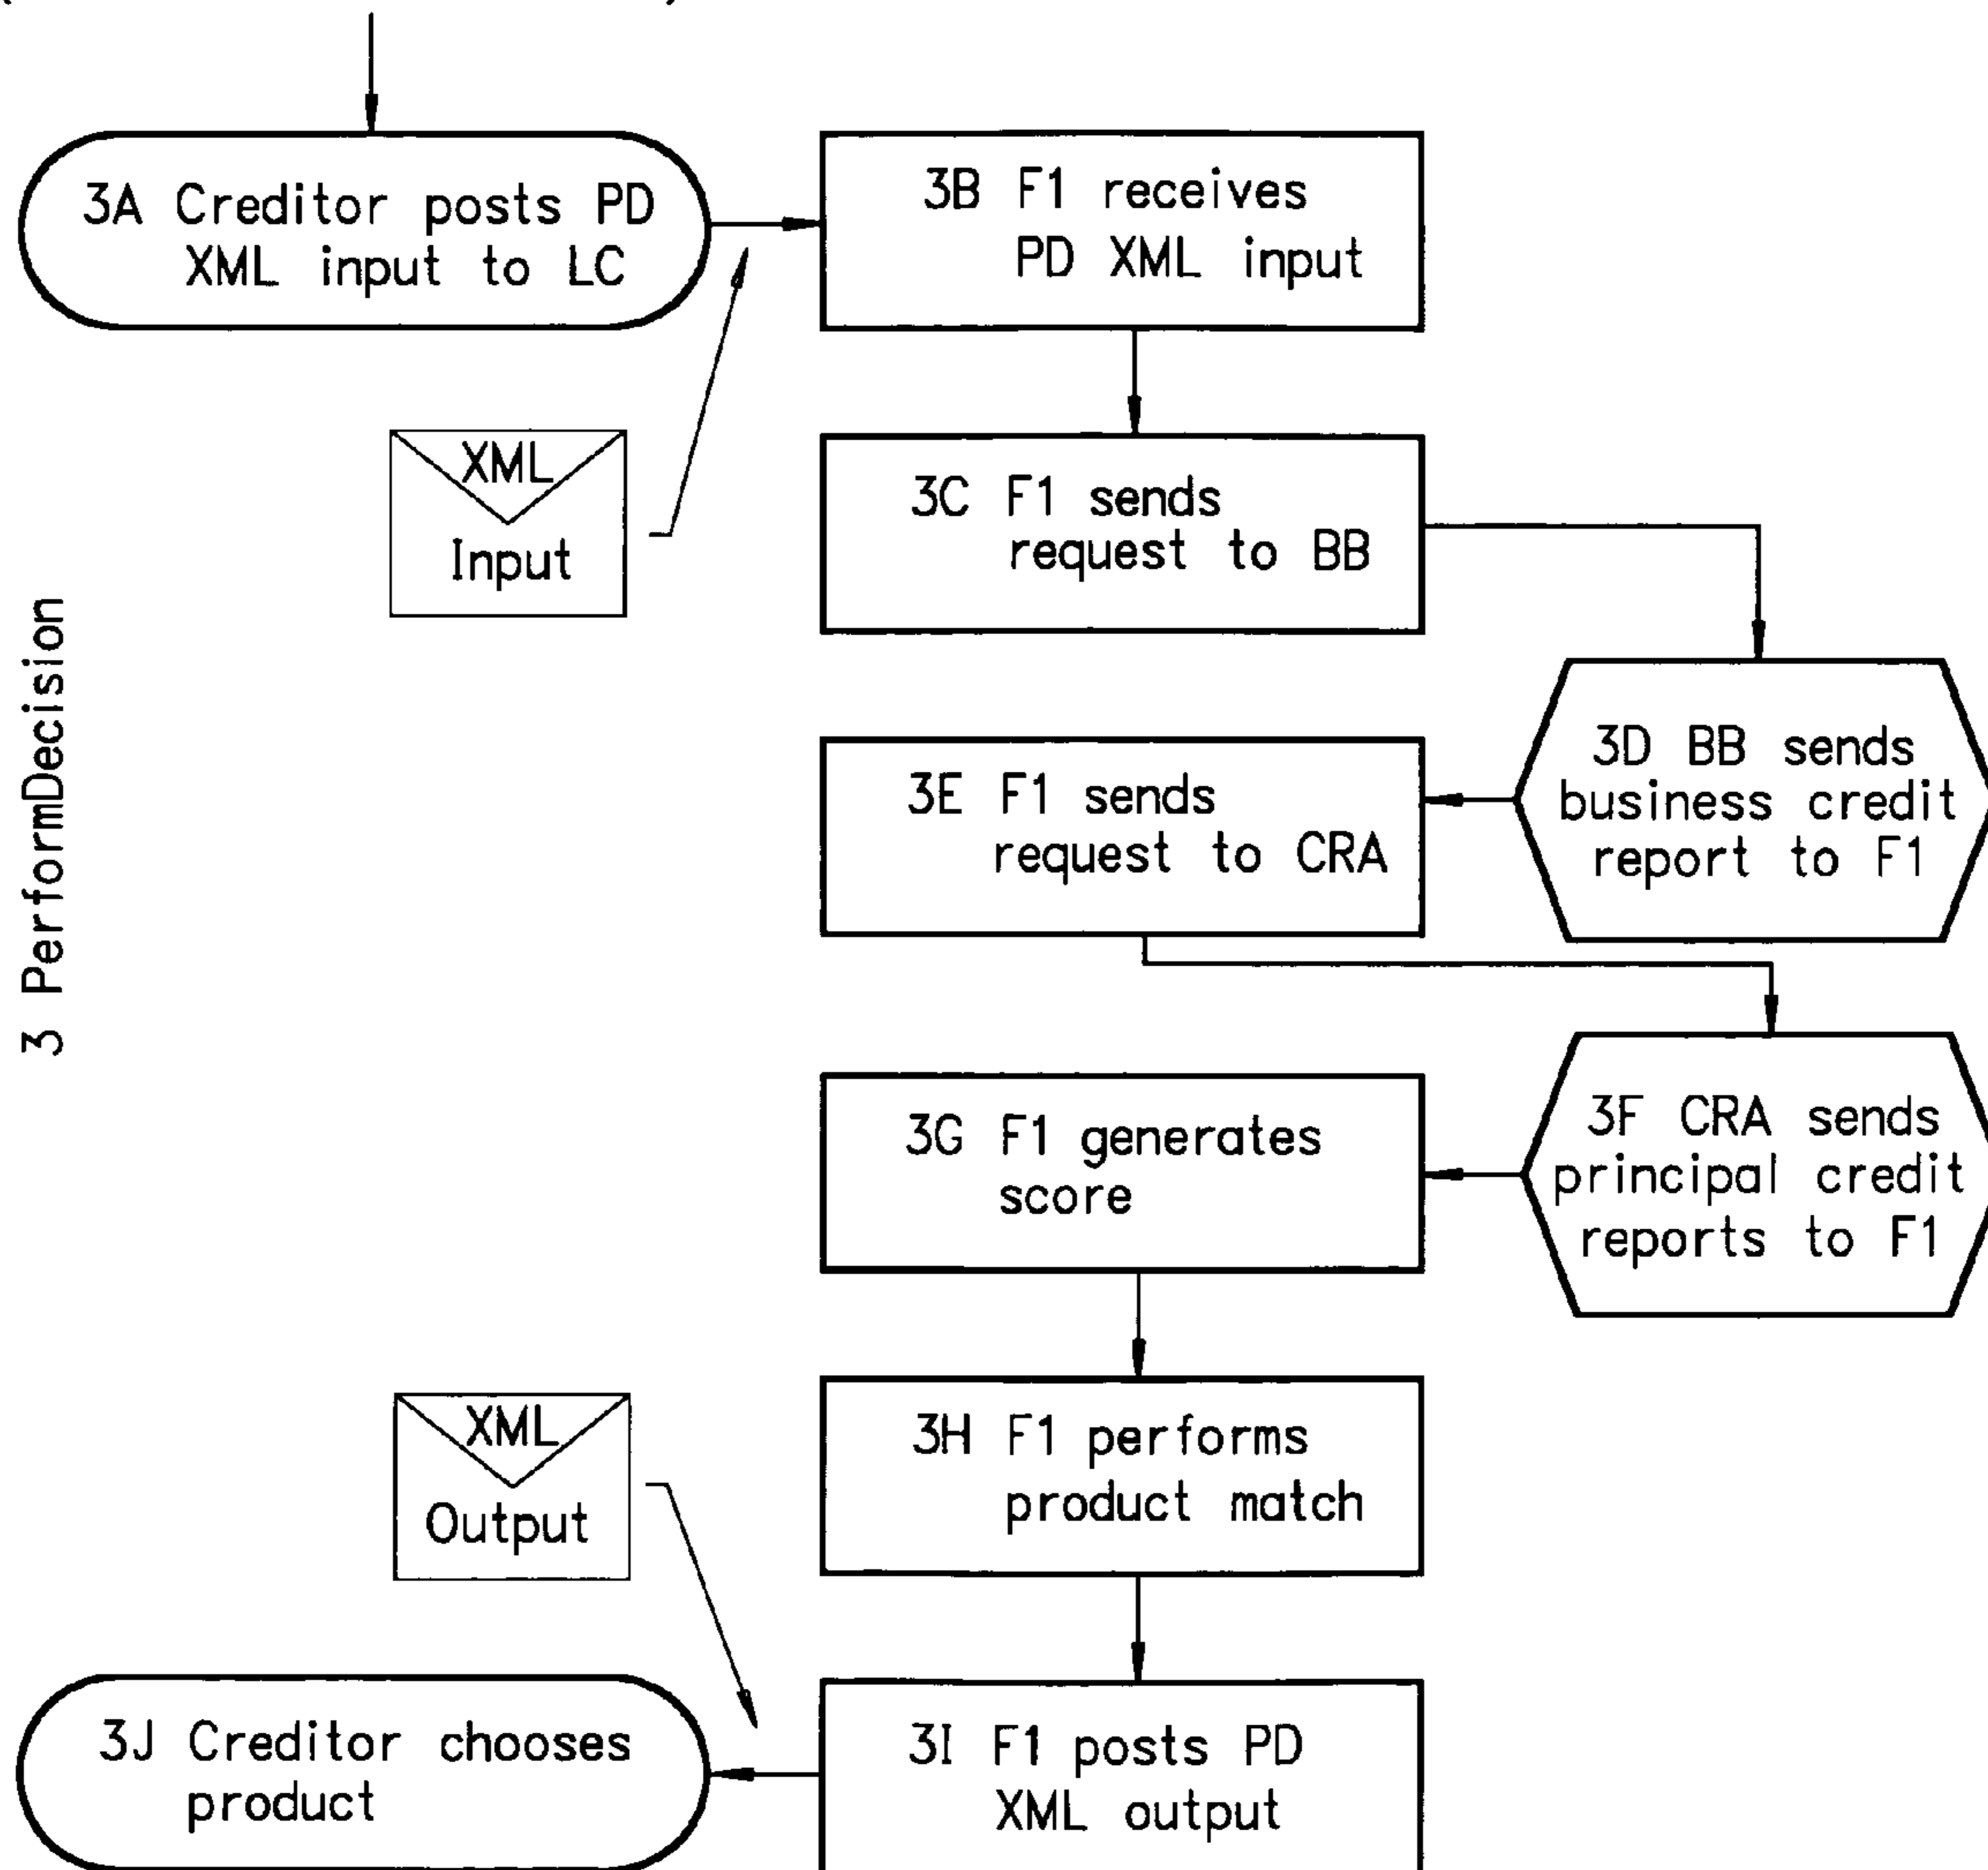 3A Creditor posts PD
XML input to LC
3B F1 receives
PD XML input
XML
Input
3C F1 sends
request to BB
3D BB sends
business credit
report to F1
3E F1 sends
request to CRA
3 PerformDecision
3F CRA sends
principal credit
reports to F1
3G F1 generates
score
3H F1 performs
product match
XML
Output
3I F1 posts PD
XML output
3J Creditor chooses
product